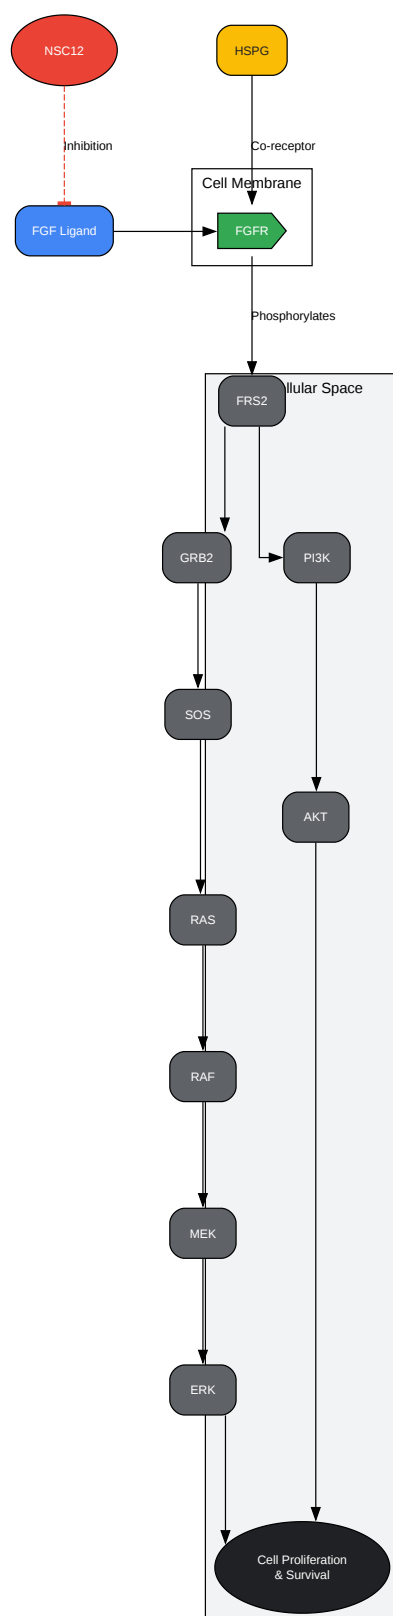 NSC12
HSPG
Inhibition
Co-receptor
Cell Membrane
FGF Ligand
FGFR
Phosphorylates
llular Space
FRS2
GRB2
PI3K
SOS
AKT
RAS
RAF
MEK
ERK
Cell Proliferation
& Survival